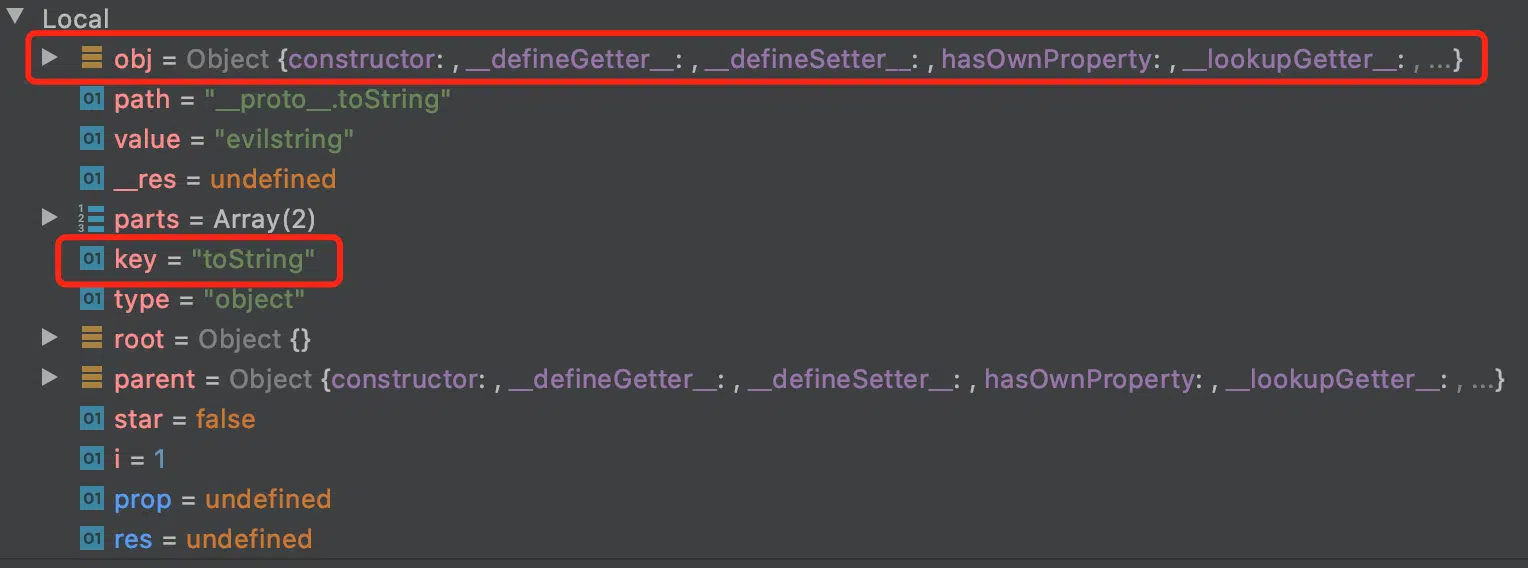 Local
obj = Object {constructor: , __defineGetter__: , __defineSetter__: , hasOwnProperty: , __lookupGetter__: , ...}
01 path = "__proto__.toString"
01 value = "evilstring"
01 __res = undefined
123 parts = Array(2)
01 key = "toString"
01 type = "object"
root = Object {}
parent = Object {constructor: , __defineGetter__: , __defineSetter__: , hasOwnProperty: , __lookupGetter__: , ...}
01 star = false
01 i = 1
01 prop = undefined
01 res = undefined